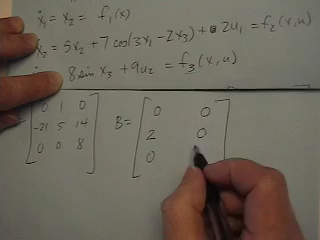 ẋ₁ = x₂ = f₁(x)
ẋ₂ = 5x₂ + 7 cos(3x₁ - 2x₃) + 2u₁ = f₂(x,u)
8 sin x₃ + 9u₂ = f₃(x,u)
0 1 0
-21 5 14
0 0 8
B =
0 0
2 0
0